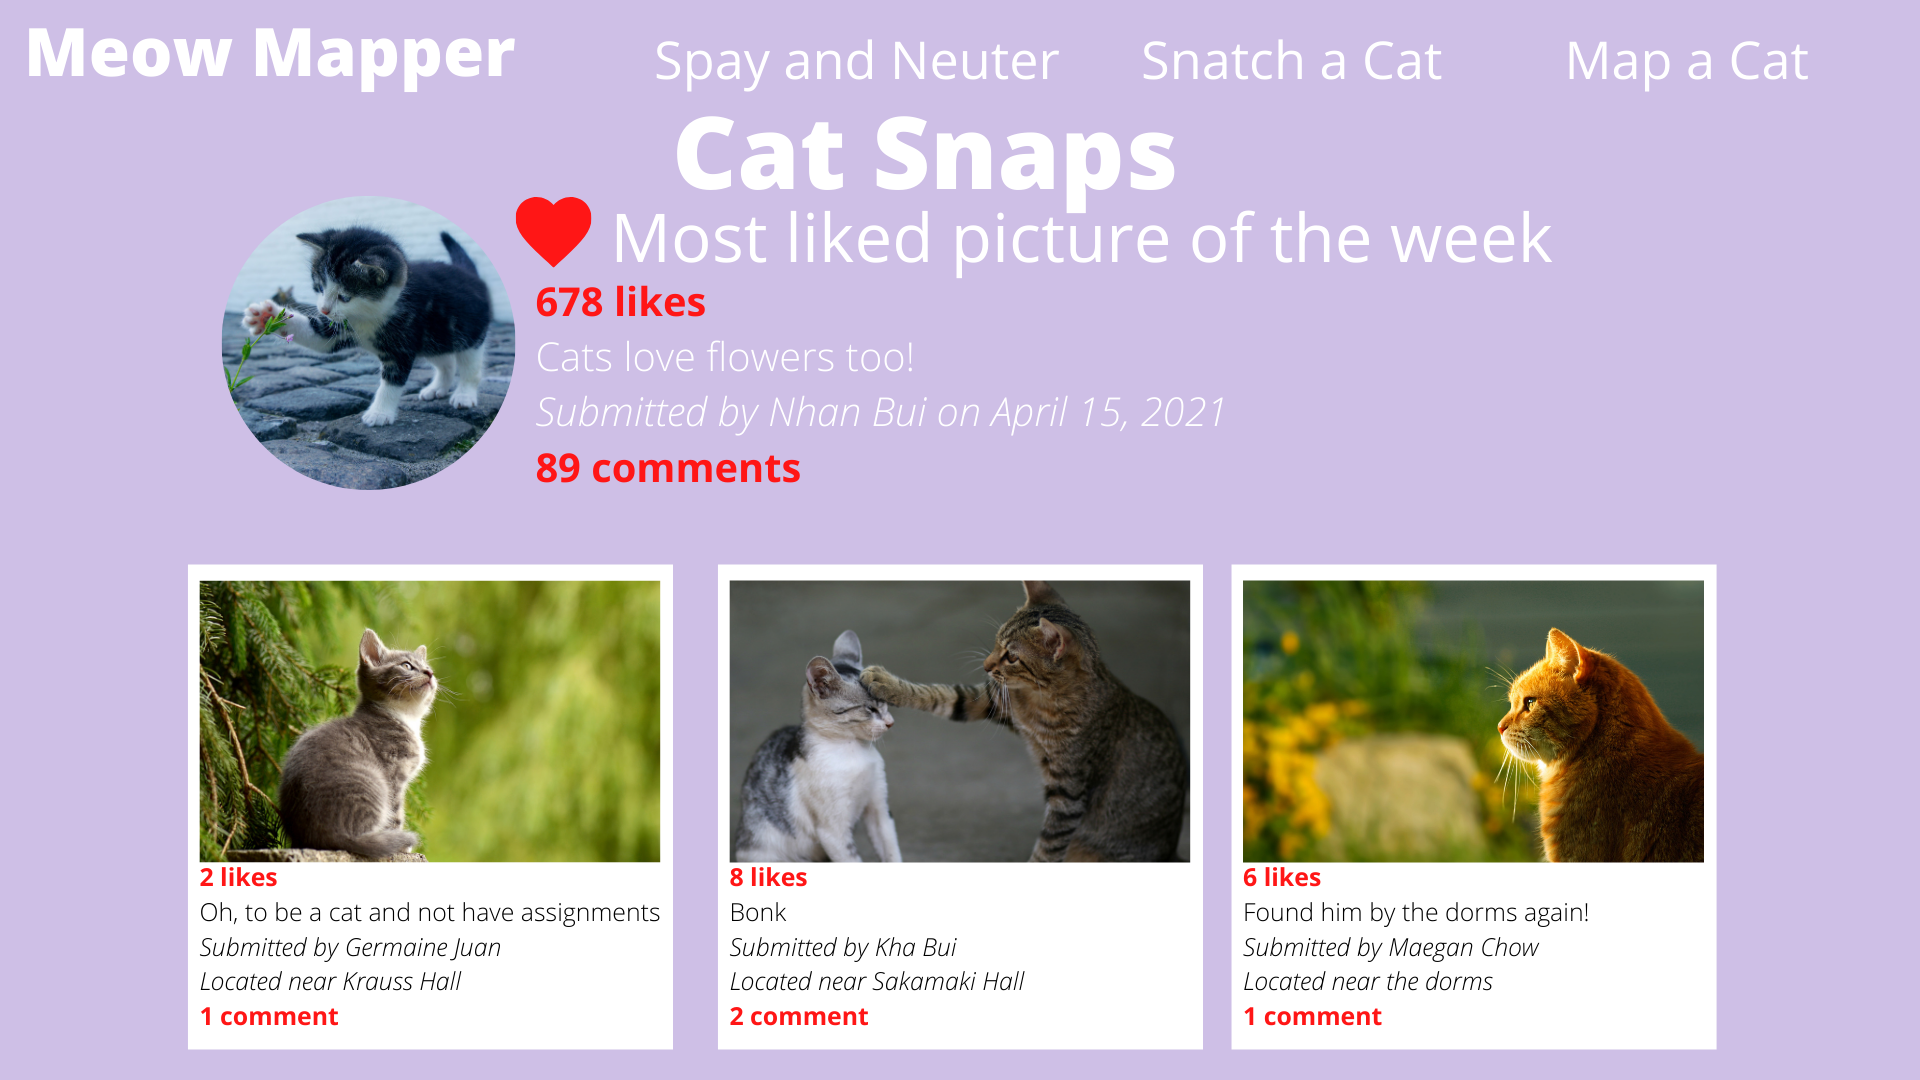 Meow Mapper
Spay and Neuter
Snatch a Cat
Map a Cat
Cat Snaps
Most liked picture of the week
678 likes
Cats love flowers too!
Submitted by Nhan Bui on April 15, 2021
89 comments
2 likes
Oh, to be a cat and not have assignments
Submitted by Germaine Juan
Located near Krauss Hall
1 comment
8 likes
Bonk
Submitted by Kha Bui
Located near Sakamaki Hall
2 comment
6 likes
Found him by the dorms again!
Submitted by Maegan Chow
Located near the dorms
1 comment